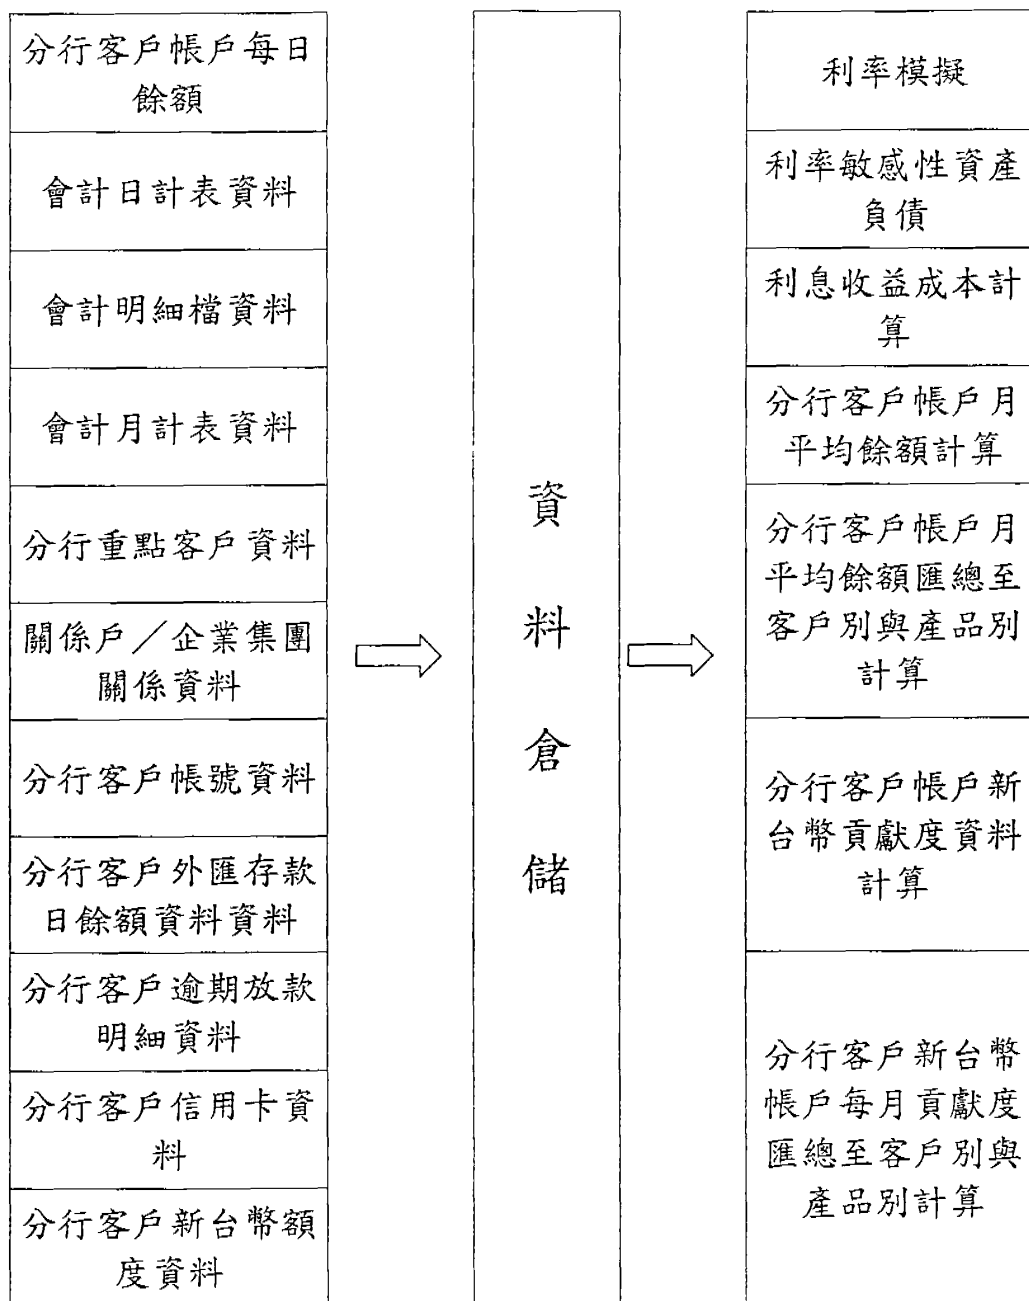 分行客戶帳戶每日
餘額
會計日計表資料
會計明細檔資料
會計月計表資料
分行重點客戶資料
關係戶／企業集團
關係資料
分行客戶帳號資料
分行客戶外匯存款
日餘額資料資料
分行客戶逾期放款
明細資料
分行客戶信用卡資
料
分行客戶新台幣額
度資料
資
料
倉
儲
利率模擬
利率敏感性資產
負債
利息收益成本計
算
分行客戶帳戶月
平均餘額計算
分行客戶帳戶月
平均餘額匯總至
客戶別與產品別
計算
分行客戶帳戶新
台幣貢獻度資料
計算
分行客戶新台幣
帳戶每月貢獻度
匯總至客戶別與
產品別計算